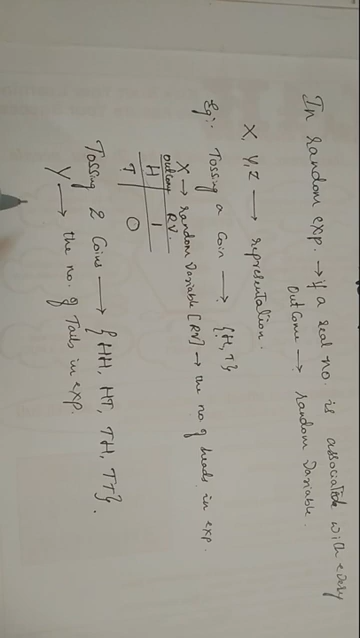 In random exp. → if a real no. is associated with every
outcome → random variable.
X, Y, Z → representation.
Eg:- Tossing a coin → {H, T}
X → random variable [RV] → the no. of heads in exp.
outcome RV.
H 1
T 0
Tossing 2 coins → {HH, HT, TH, TT}.
Y → the no. of Tails in exp.